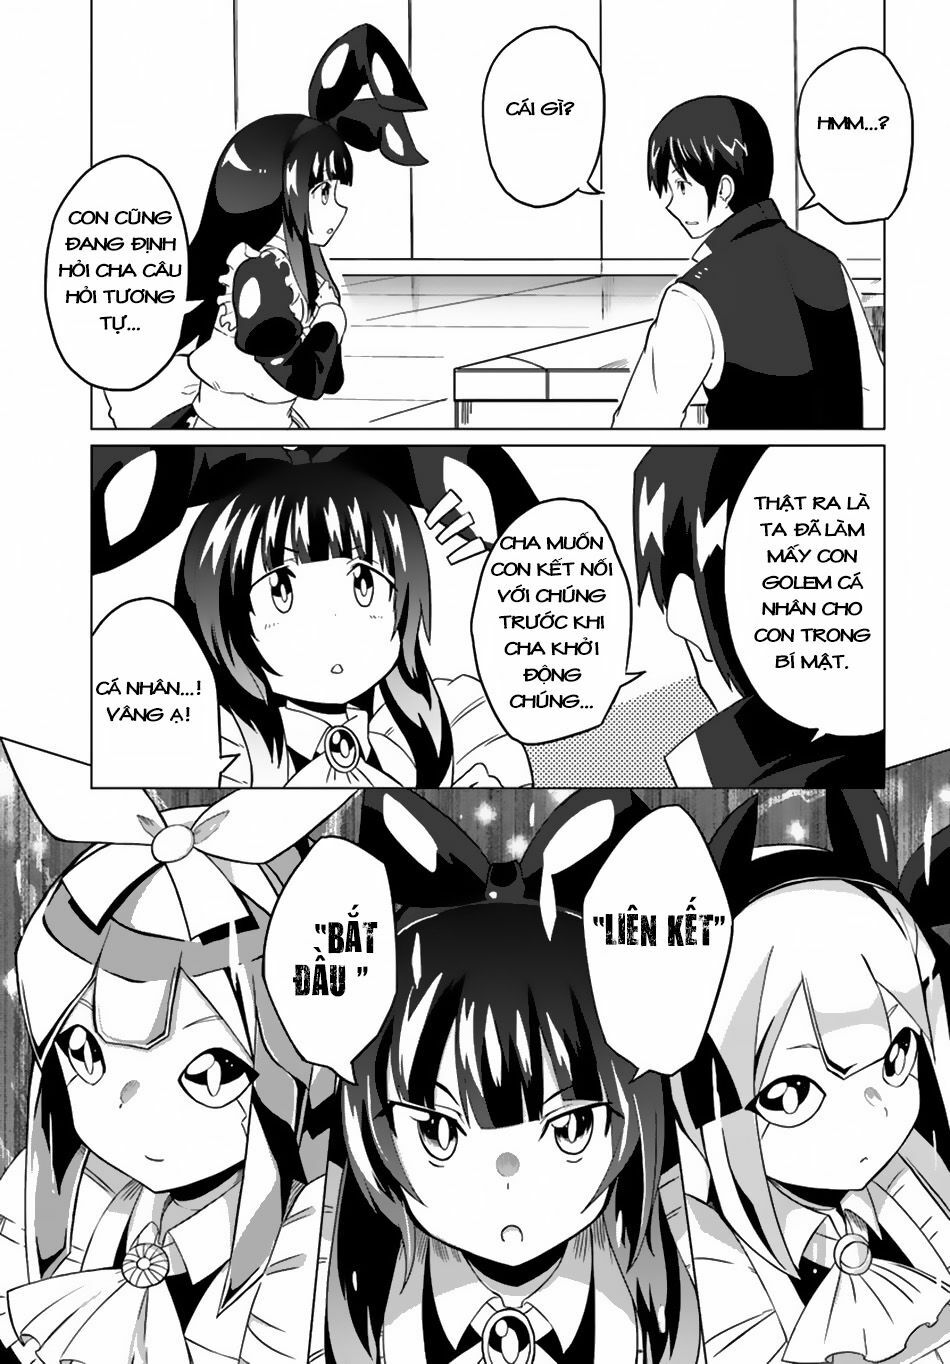 HMM...?
CÁI GÌ?
CON CŨNG
ĐANG ĐỊNH
HỎI CHA CÂU
HỎI TƯƠNG
TỰ...
THẬT RA LÀ
TA ĐÃ LÀM
MẤY CON
GOLEM CÁ
NHÂN CHO
CON TRONG
BÍ MẬT.
CHA MUỐN
CON KẾT NỐI
VỚI CHÚNG
TRƯỚC KHI
CHA KHỞI
ĐỘNG
CHÚNG...
CÁ NHÂN...!
VÂNG Ạ!
"LIÊN KẾT"
"BẮT
ĐẦU "